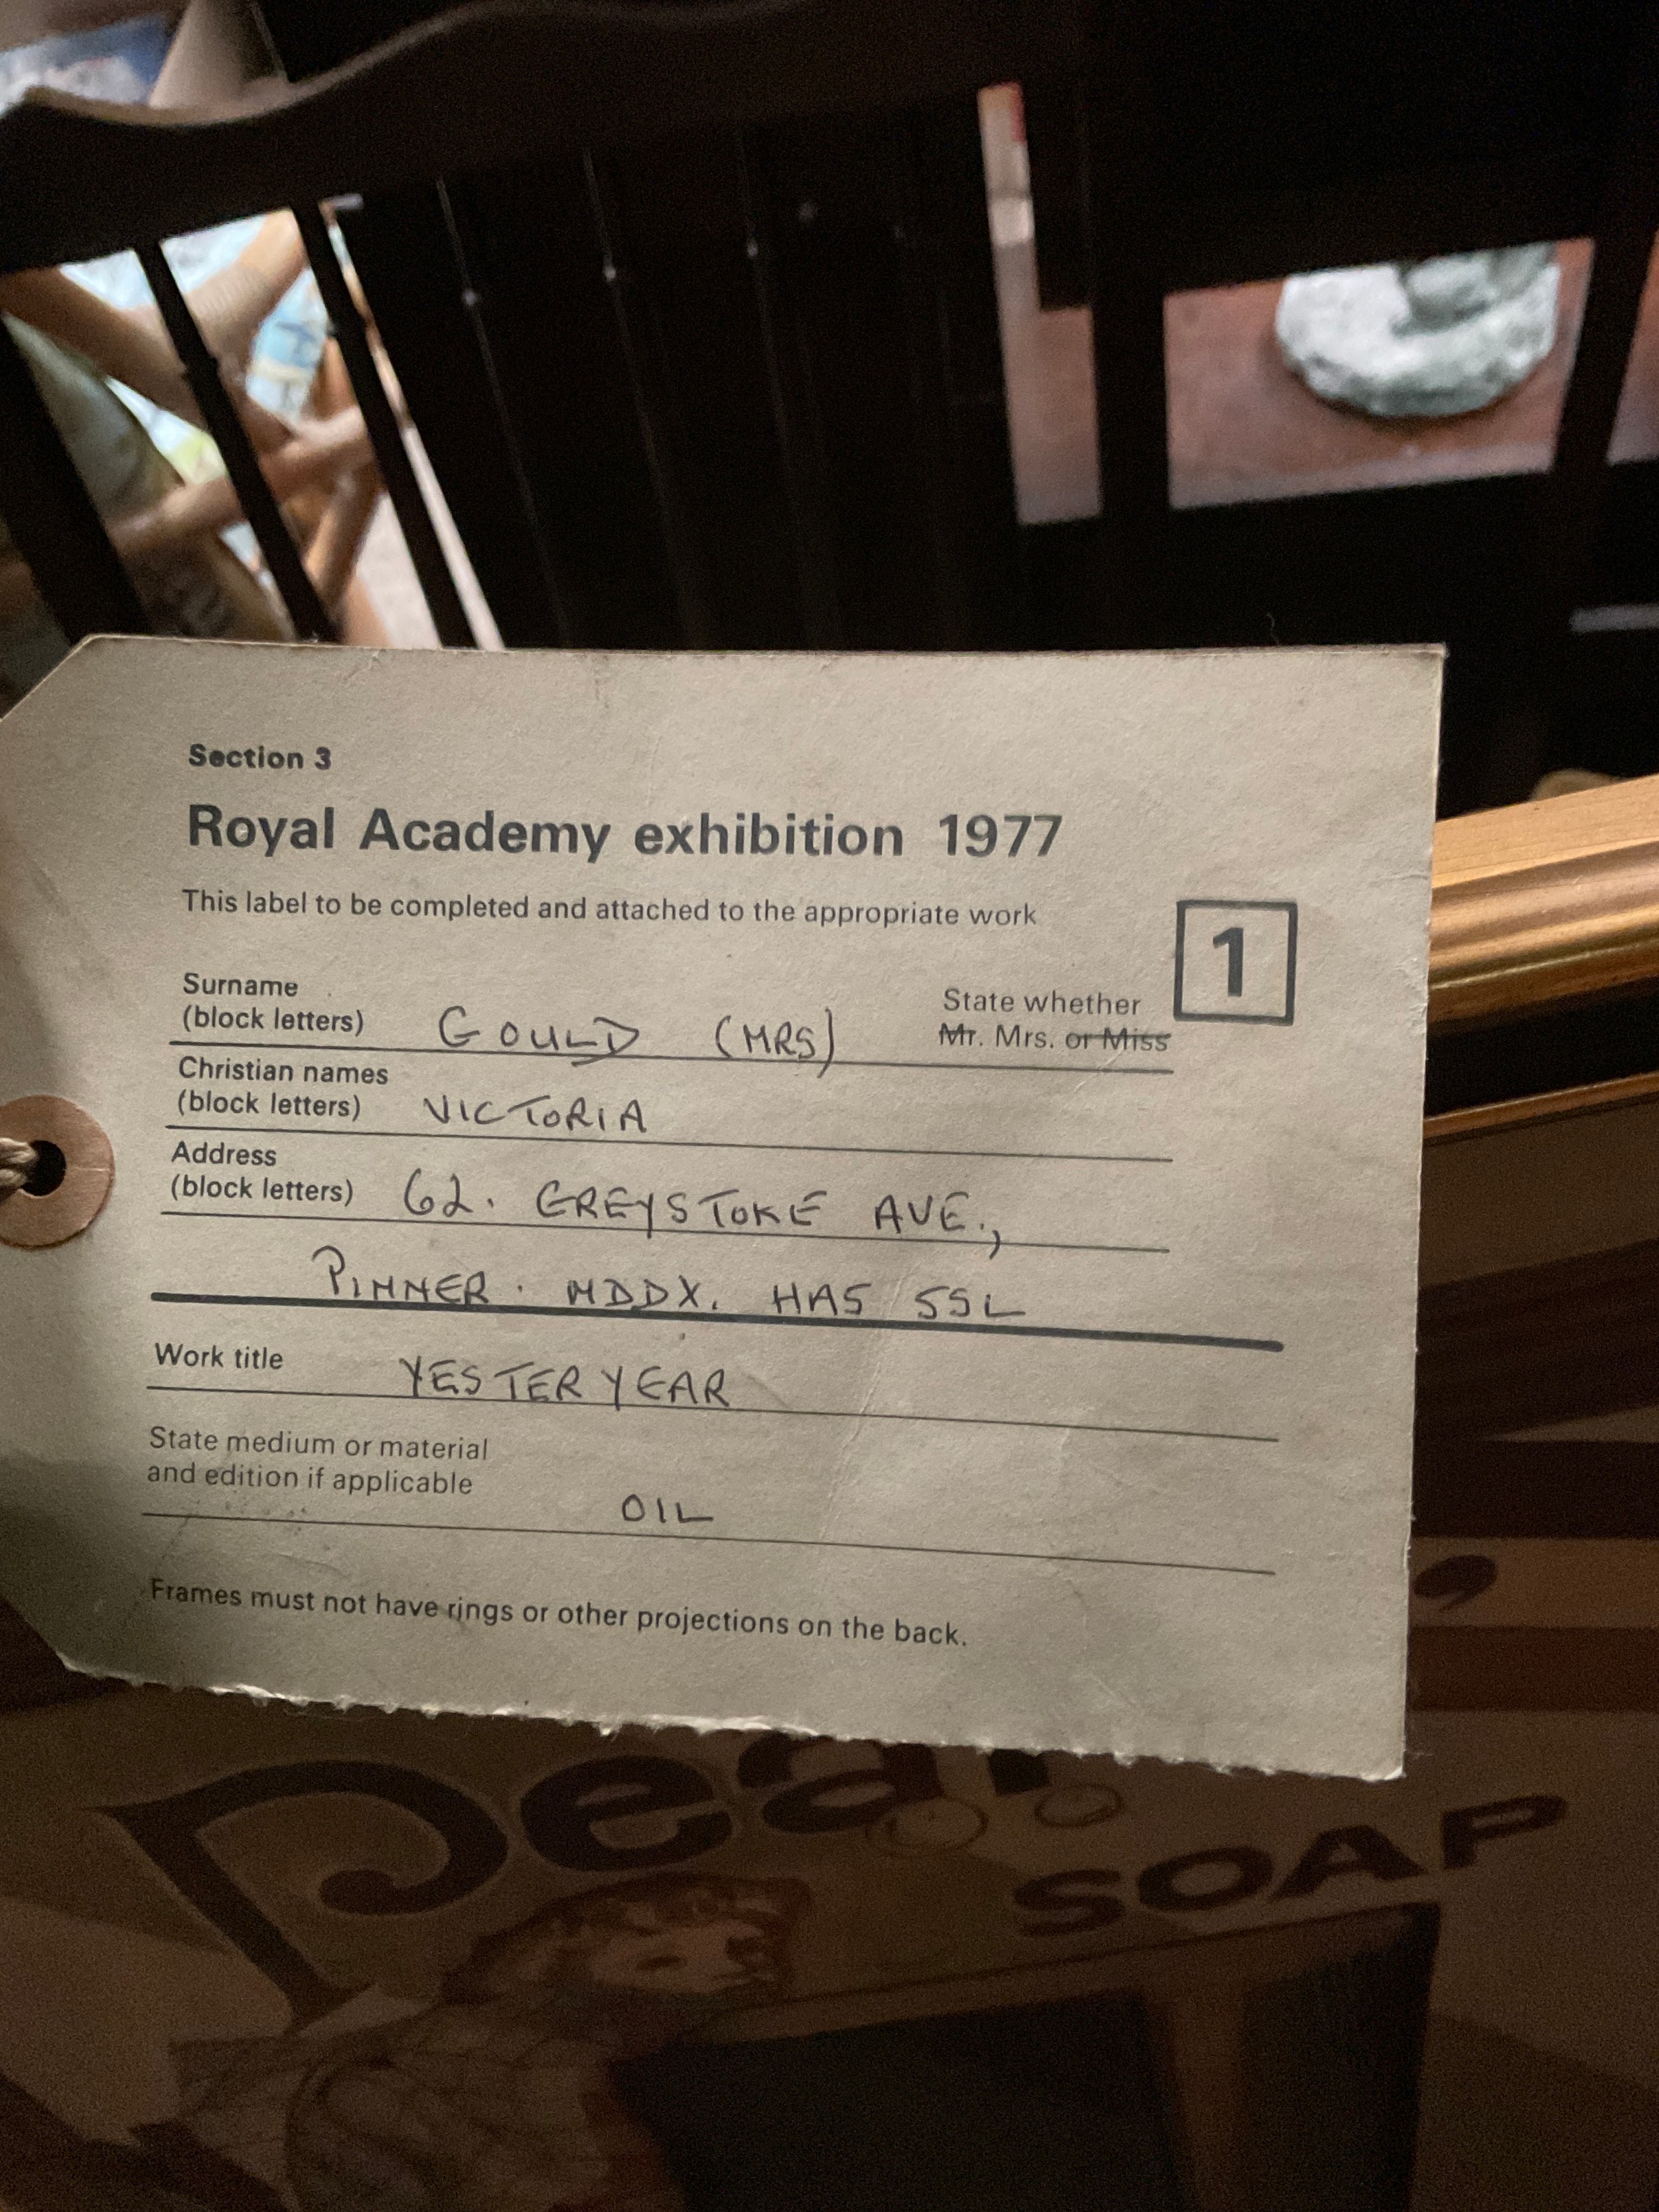 Section 3
Royal Academy exhibition 1977
This label to be completed and attached to the appropriate work
1
Surname
(block letters) GOULD (MRS) State whether
Mr. Mrs. or Miss
Christian names
(block letters) VICTORIA
Address
(block letters) 62. GREYSTOKE AVE.,
PINNER. MDDX. HA5 5SL
Work title YESTERYEAR
State medium or material
and edition if applicable
OIL
Frames must not have rings or other projections on the back.
Pear
SOAP